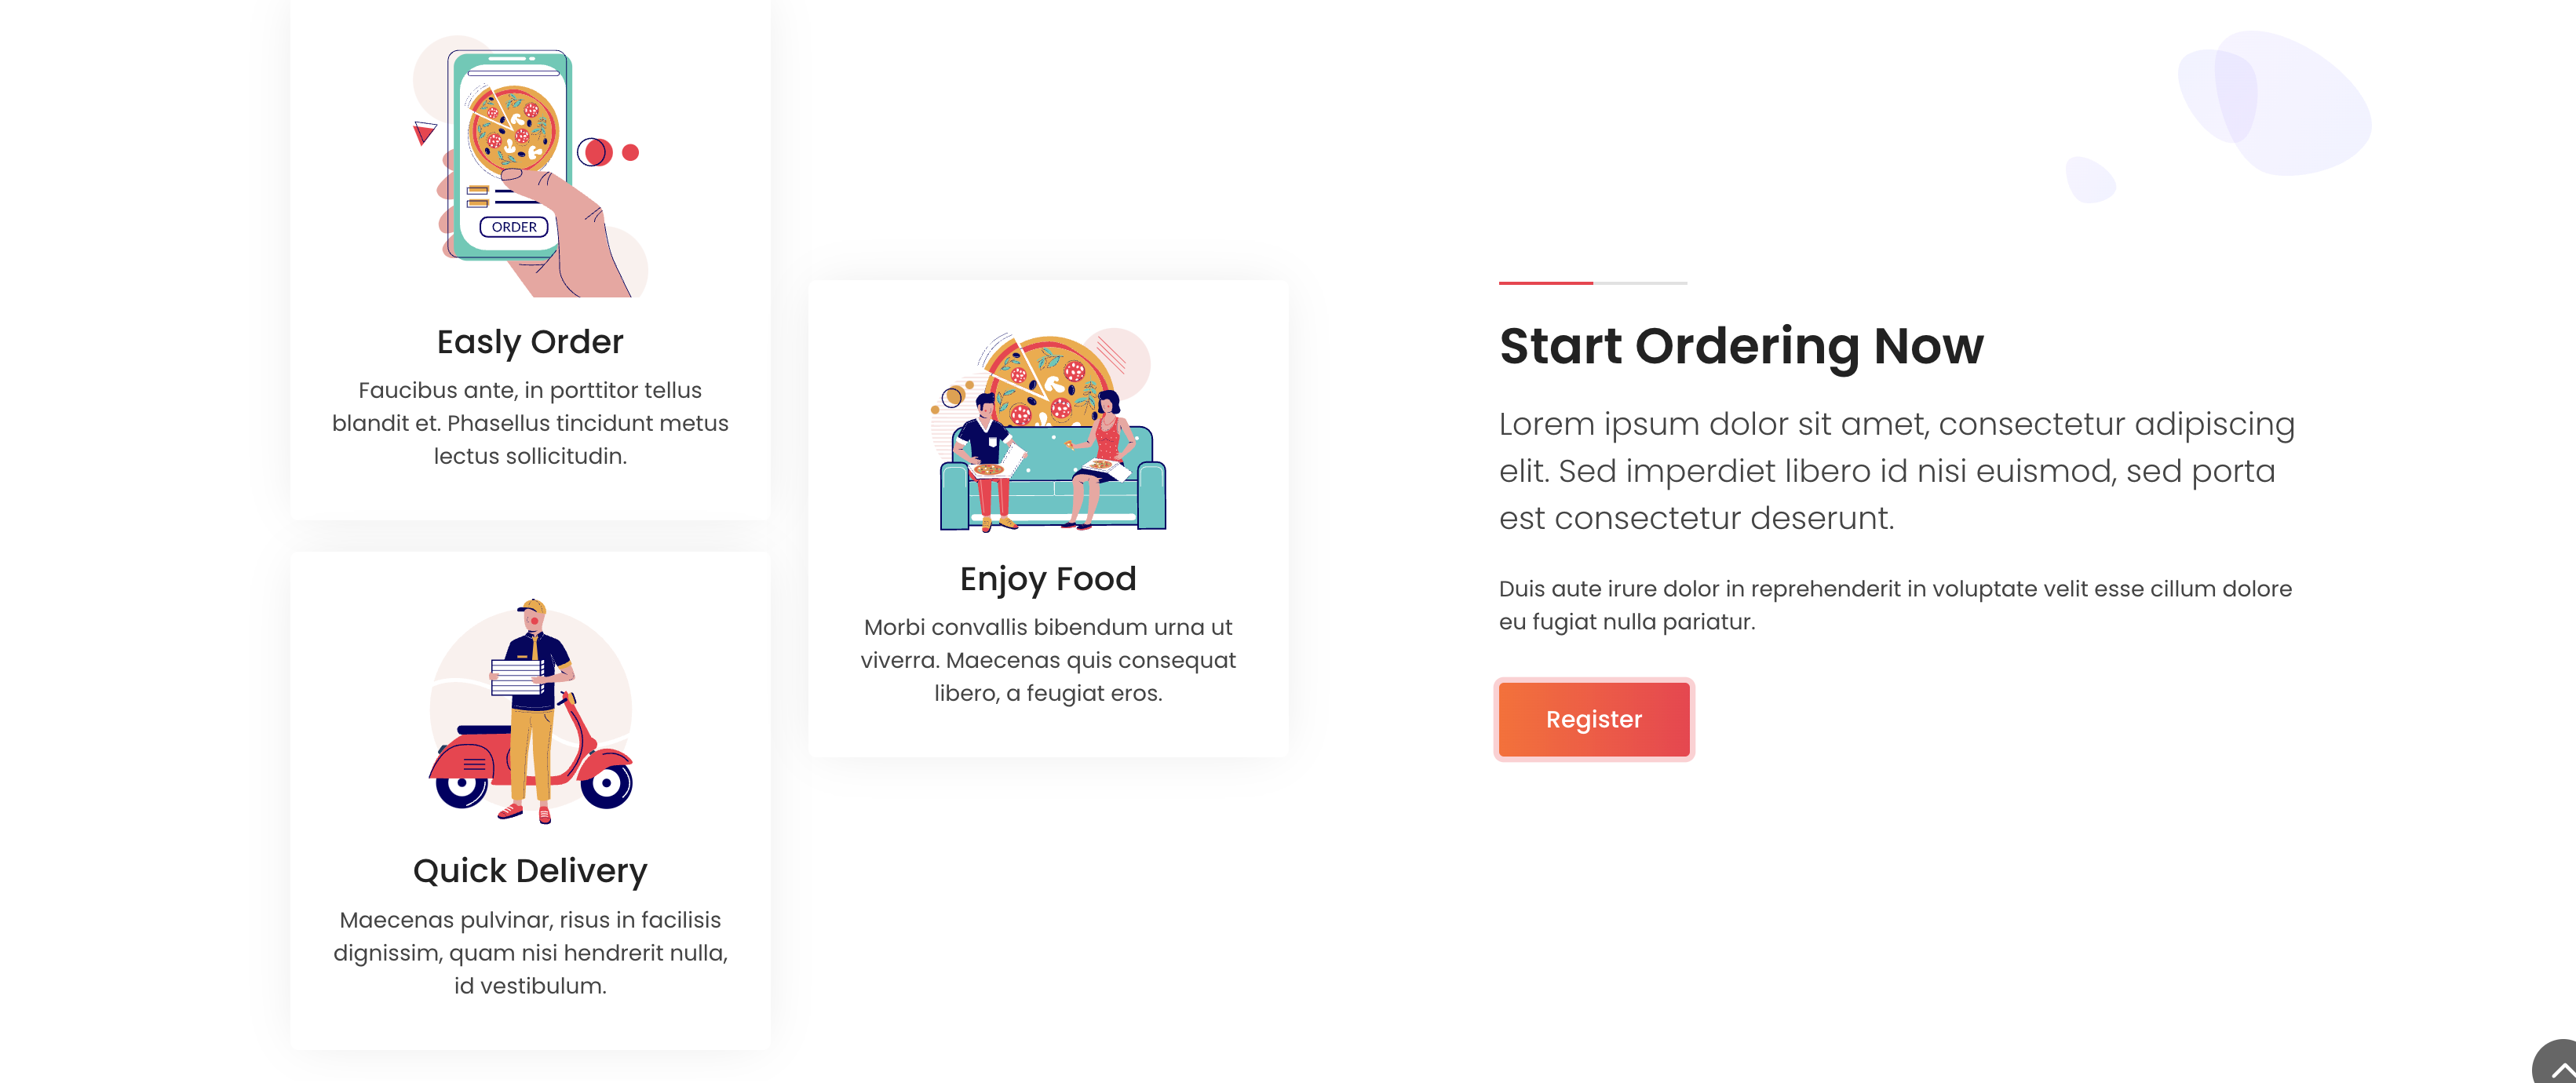 ORDER
Easly Order
Faucibus ante, in porttitor tellus
blandit et. Phasellus tincidunt metus
lectus sollicitudin.
Quick Delivery
Maecenas pulvinar, risus in facilisis
dignissim, quam nisi hendrerit nulla,
id vestibulum.
Enjoy Food
Morbi convallis bibendum urna ut
viverra. Maecenas quis consequat
libero, a feugiat eros.
Start Ordering Now
Lorem ipsum dolor sit amet, consectetur adipiscing
elit. Sed imperdiet libero id nisi euismod, sed porta
est consectetur deserunt.
Duis aute irure dolor in reprehenderit in voluptate velit esse cillum dolore
eu fugiat nulla pariatur.
Register